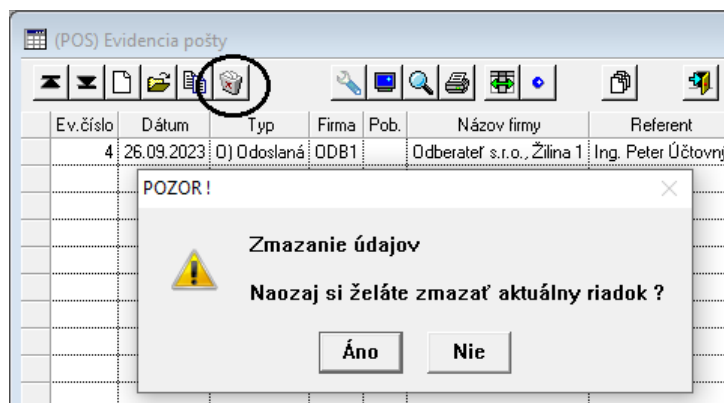 (POS) Evidencia pošty
Ev.číslo Dátum Typ Firma Pob. Názov firmy Referent
4 26.09.2023 O) Odoslaná ODB1 Odberateľ s.r.o., Žilina 1 Ing. Peter Účtovný
POZOR!
Zmazanie údajov
Naozaj si želáte zmazať aktuálny riadok ?
Áno Nie